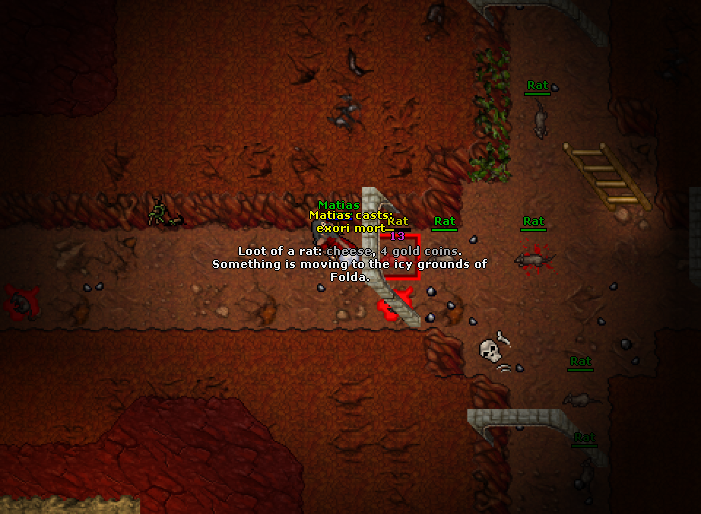 Rat
Matias
Matias casts:
exori mort
Rat
Rat
Rat
13
Loot of a rat: cheese, 4 gold coins.
Something is moving to the icy grounds of
Folda.
Rat
Rat